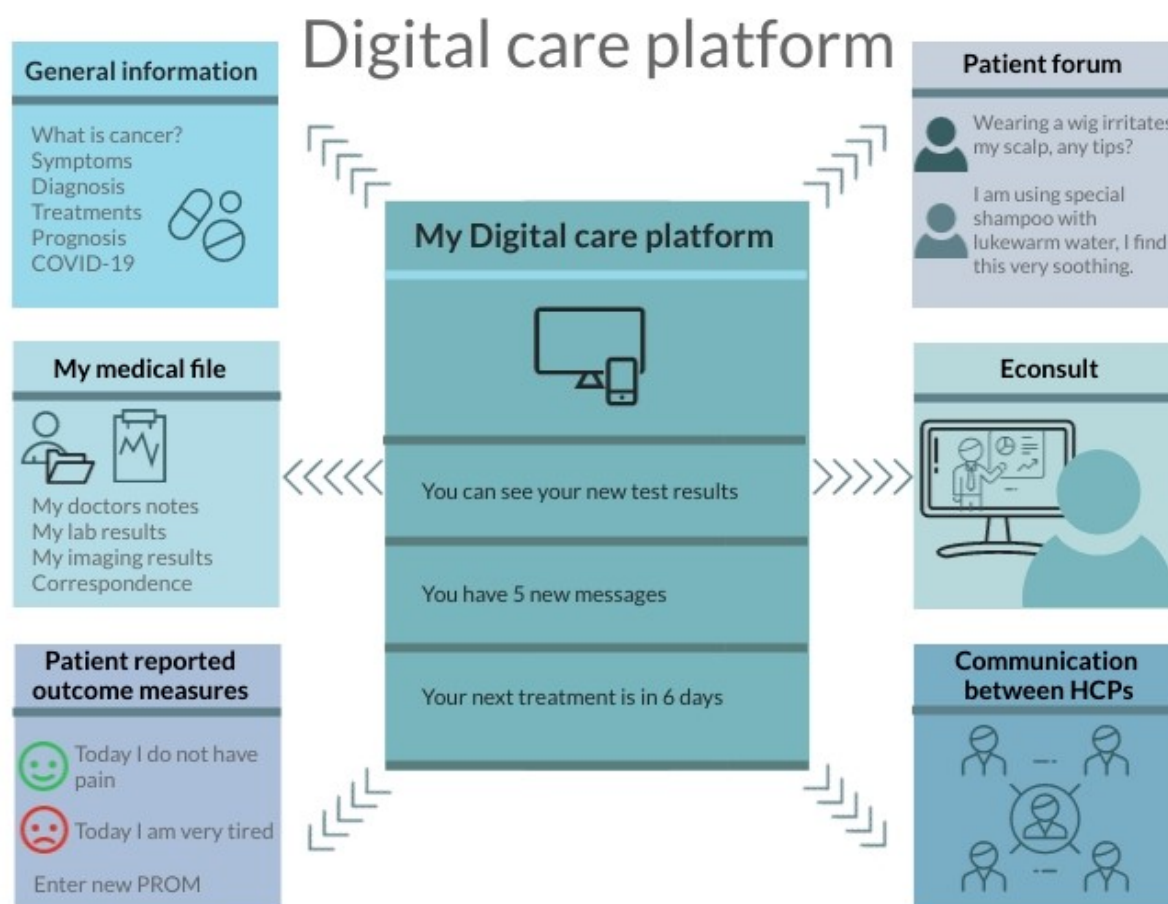 Digital care platform
General information
What is cancer?
Symptoms
Diagnosis
Treatments
Prognosis
COVID-19
My medical file
My doctors notes
My lab results
My imaging results
Correspondence
Patient reported
outcome measures
Today I do not have
pain
Today I am very tired
Enter new PROM
My Digital care platform
You can see your new test results
You have 5 new messages
Your next treatment is in 6 days
Patient forum
Wearing a wig irritates
my scalp, any tips?
I am using special
shampoo with
lukewarm water, I find
this very soothing.
Econsult
Communication
between HCPs